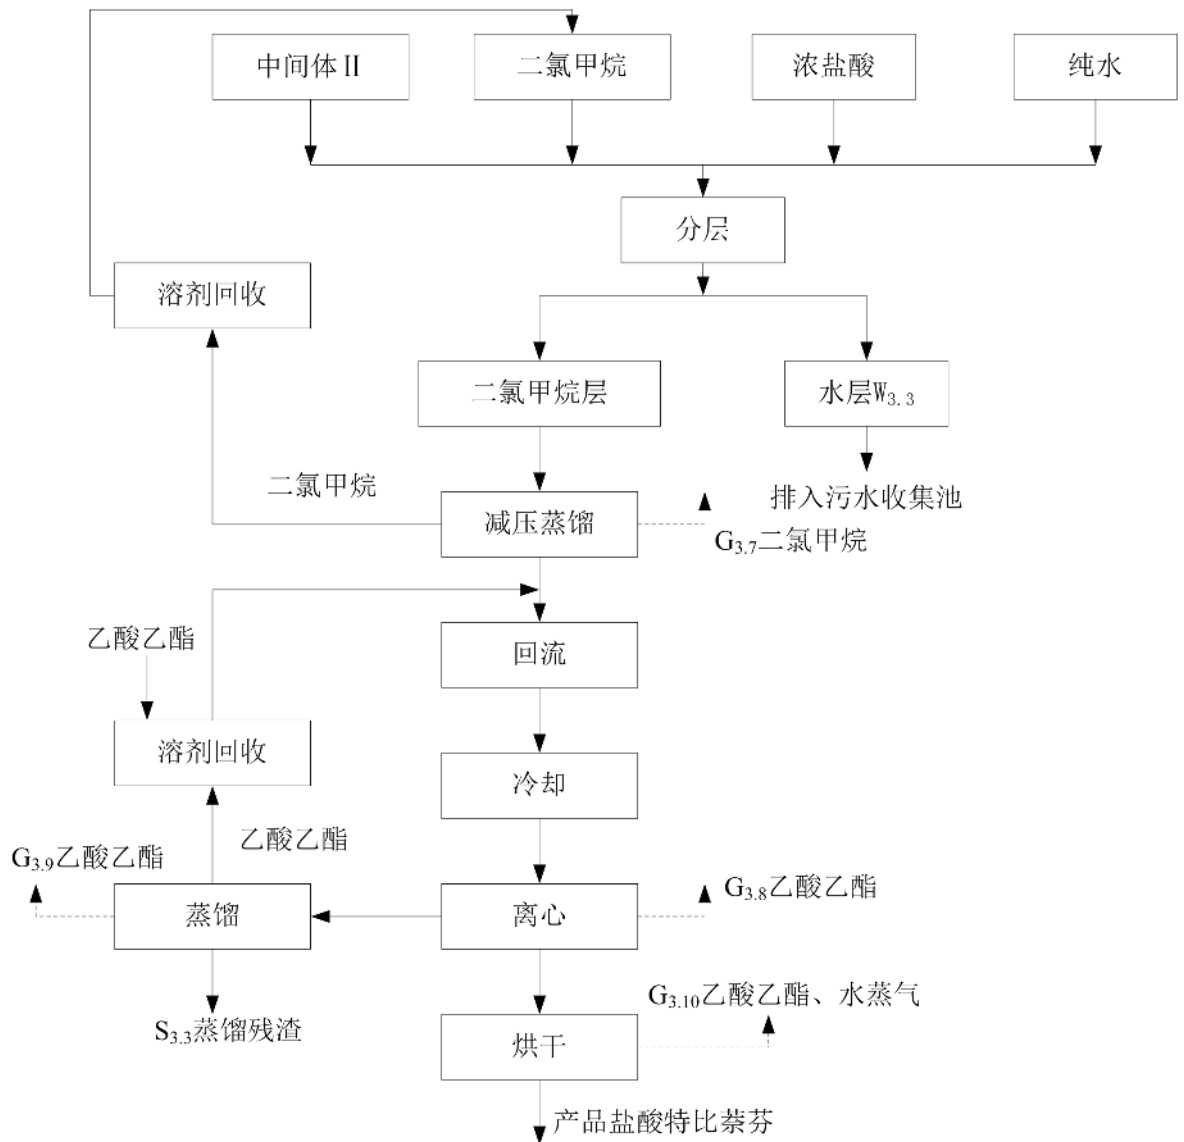 中间体Ⅱ
二氯甲烷
浓盐酸
纯水
分层
溶剂回收
二氯甲烷层
水层W3.3
二氯甲烷
排入污水收集池
减压蒸馏
G3.7二氯甲烷
乙酸乙酯
回流
溶剂回收
冷却
乙酸乙酯
G3.9乙酸乙酯
G3.8乙酸乙酯
蒸馏
离心
G3.10乙酸乙酯、水蒸气
S3.3蒸馏残渣
烘干
产品盐酸特比萘芬